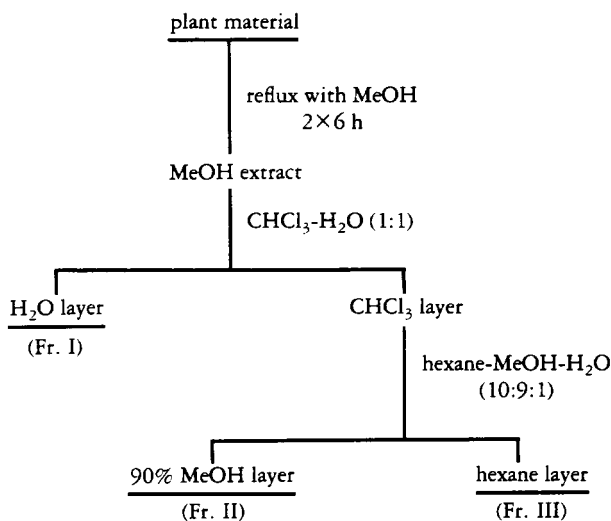 plant material
reflux with MeOH
2×6 h
MeOH extract
CHCl₃-H₂O (1:1)
H₂O layer
(Fr. I)
CHCl₃ layer
hexane-MeOH-H₂O
(10:9:1)
90% MeOH layer
(Fr. II)
hexane layer
(Fr. III)